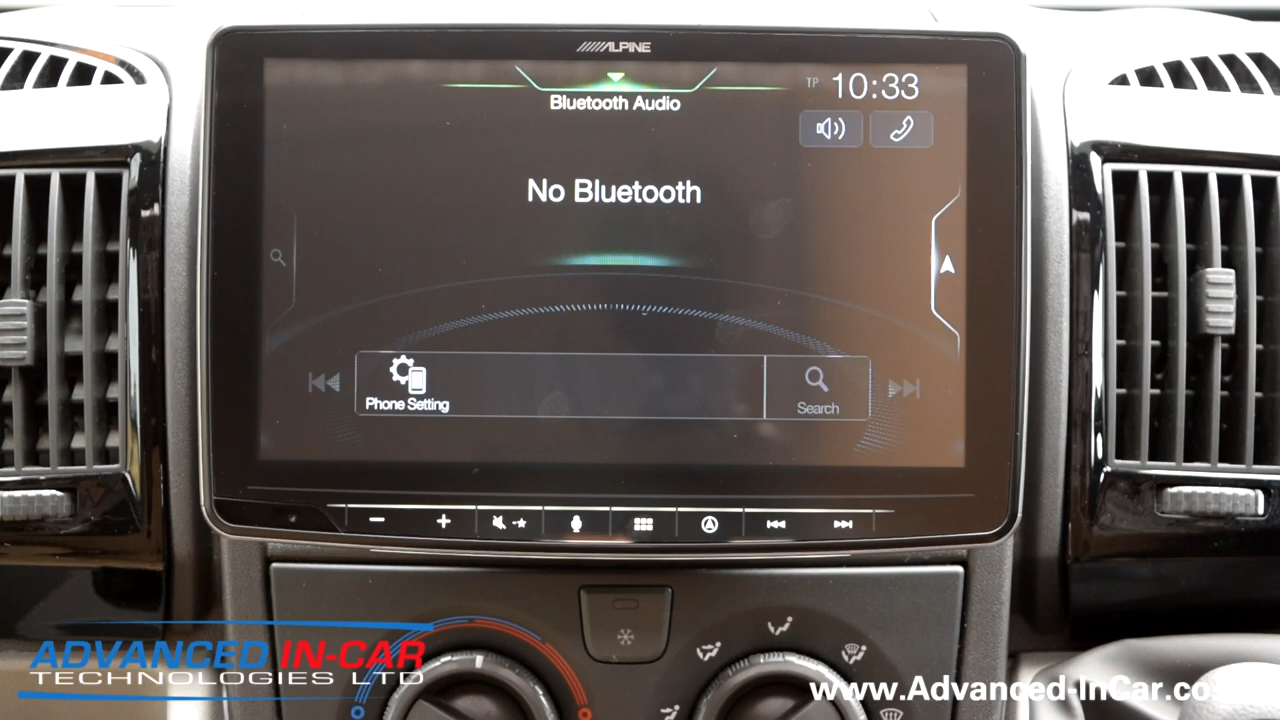 ALPINE
TP 10:33
Bluetooth Audio
No Bluetooth
Phone Setting
Search
ADVANCED IN-CAR
TECHNOLOGIES LTD
www.Advanced-InCar.co